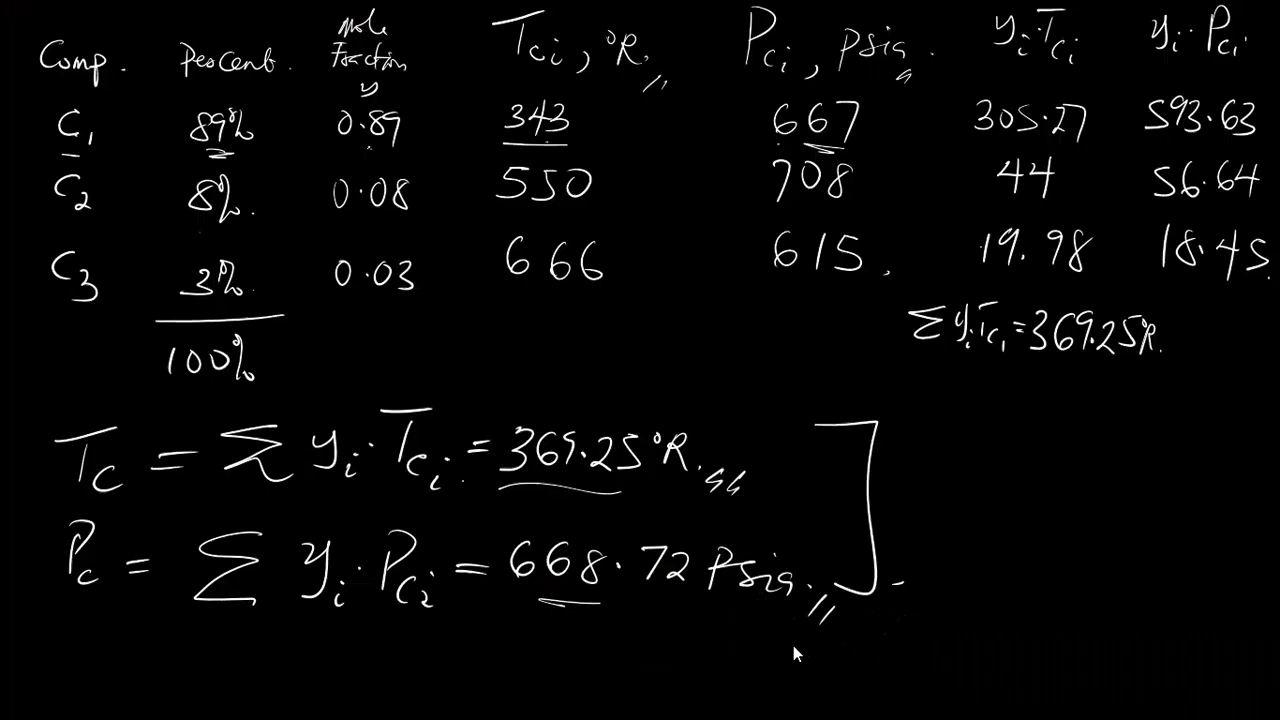 Comp. Percent. mole fraction y Tci, °R. Pci, psia. yi·Tci yi·Pci
C1 89% 0.89 343 667 305.27 593.63
C2 8%. 0.08 550 708 44 56.64
C3 3%. 0.03 666 615. 19.98 18.45.
100% Σ yi Tci = 369.25°R.
Tc = Σ yi·Tci = 369.25°R.
Pc = Σ yi·Pci = 668.72 psia.